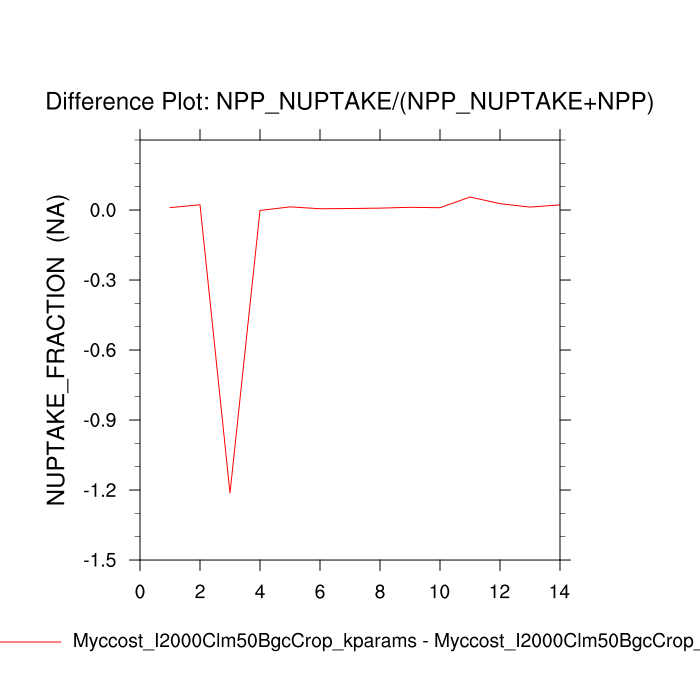 Difference Plot: NPP_NUPTAKE/(NPP_NUPTAKE+NPP)
NUPTAKE_FRACTION (NA)
0.0
-0.3
-0.6
-0.9
-1.2
-1.5
0 2 4 6 8 10 12 14
Myccost_I2000Clm50BgcCrop_kparams - Myccost_I2000Clm50BgcCrop_